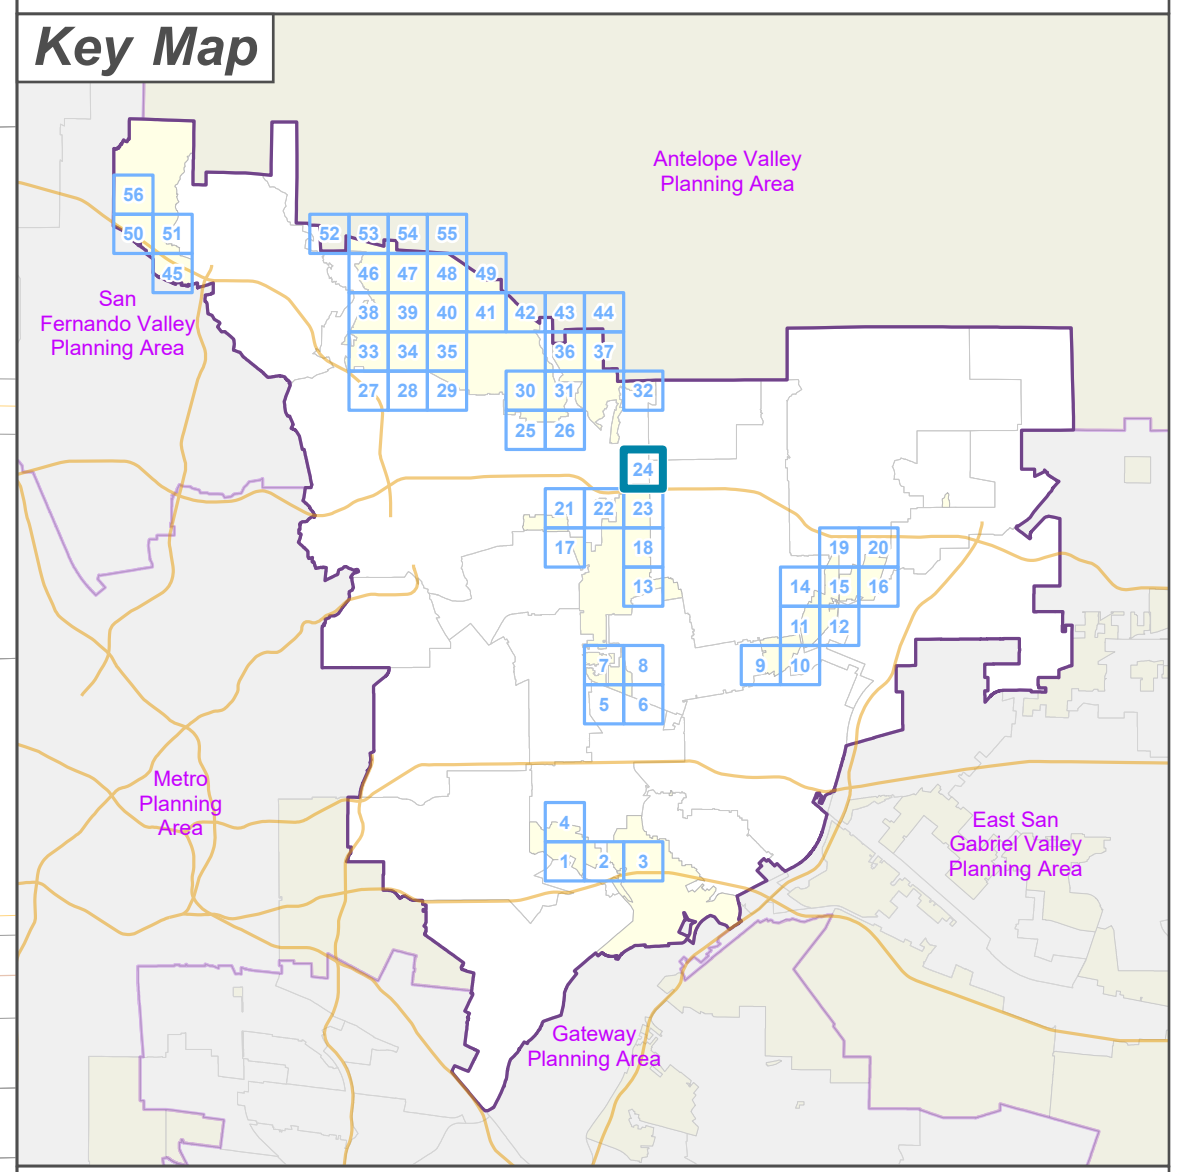 Key Map
Antelope Valley
Planning Area
56
50 51
45
52 53 54 55
46 47 48 49
38 39 40 41 42 43 44
33 34 35 36 37
27 28 29 30 31 32
25 26
24
21 22 23
17 18
13
19 20
14 15 16
11 12
9 10
7 8
5 6
4
1 2 3
San
Fernando Valley
Planning Area
Metro
Planning
Area
East San
Gabriel Valley
Planning Area
Gateway
Planning Area